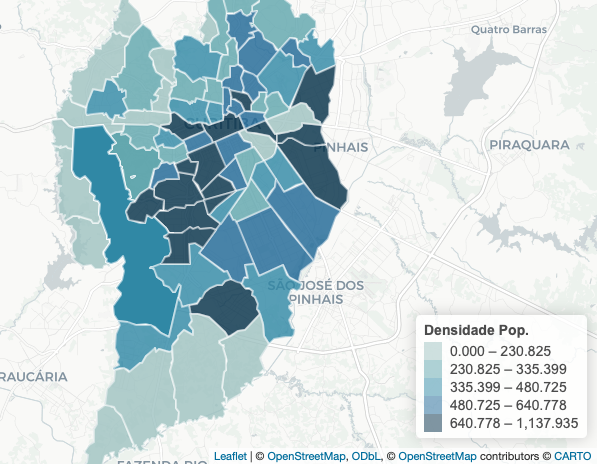 Quatro Barras
CURITIBA
PINHAIS
PIRAQUARA
SÃO JOSÉ DOS
PINHAIS
RAUCÁRIA
FAZENDA RIO
Densidade Pop.
0.000 – 230.825
230.825 – 335.399
335.399 – 480.725
480.725 – 640.778
640.778 – 1,137.935
Leaflet | © OpenStreetMap, ODbL, © OpenStreetMap contributors © CARTO